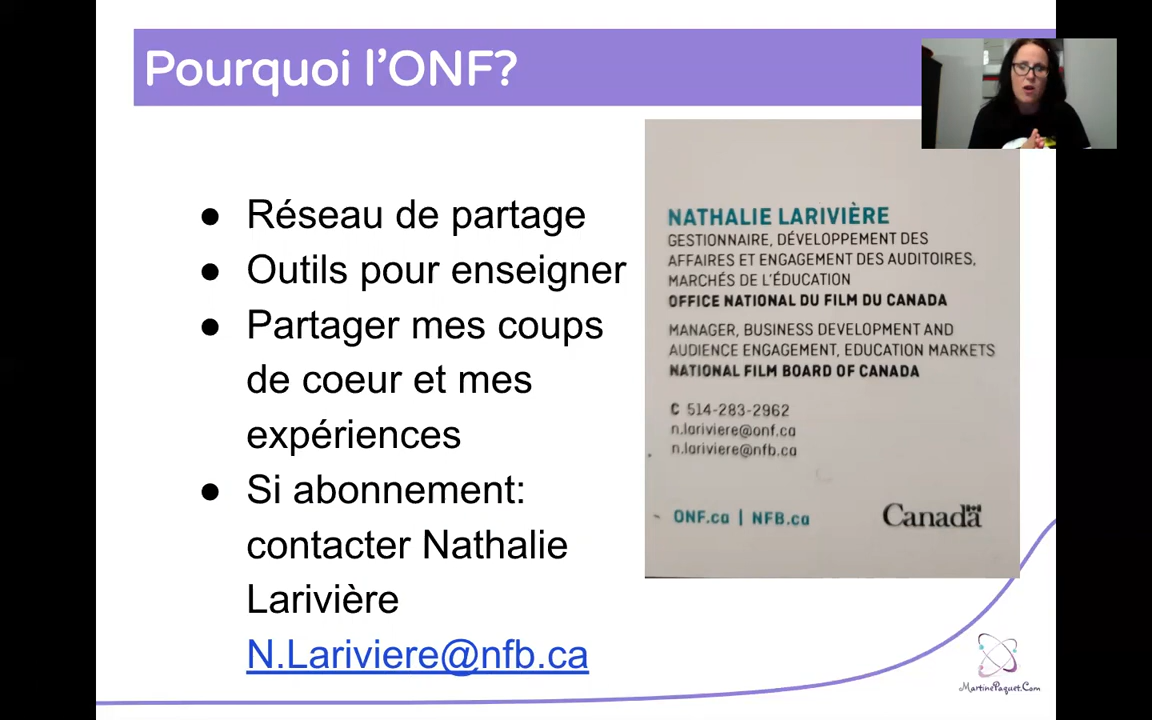 Pourquoi l'ONF?
● Réseau de partage
● Outils pour enseigner
● Partager mes coups
de coeur et mes
expériences
● Si abonnement:
contacter Nathalie
Larivière
N.Lariviere@nfb.ca
NATHALIE LARIVIÈRE
GESTIONNAIRE, DÉVELOPPEMENT DES
AFFAIRES ET ENGAGEMENT DES AUDITOIRES,
MARCHÉS DE L'ÉDUCATION
OFFICE NATIONAL DU FILM DU CANADA
MANAGER, BUSINESS DEVELOPMENT AND
AUDIENCE ENGAGEMENT, EDUCATION MARKETS
NATIONAL FILM BOARD OF CANADA
C 514-283-2962
n.lariviere@onf.ca
n.lariviere@nfb.ca
ONF.ca | NFB.ca
Canada
MartinePaquet.Com